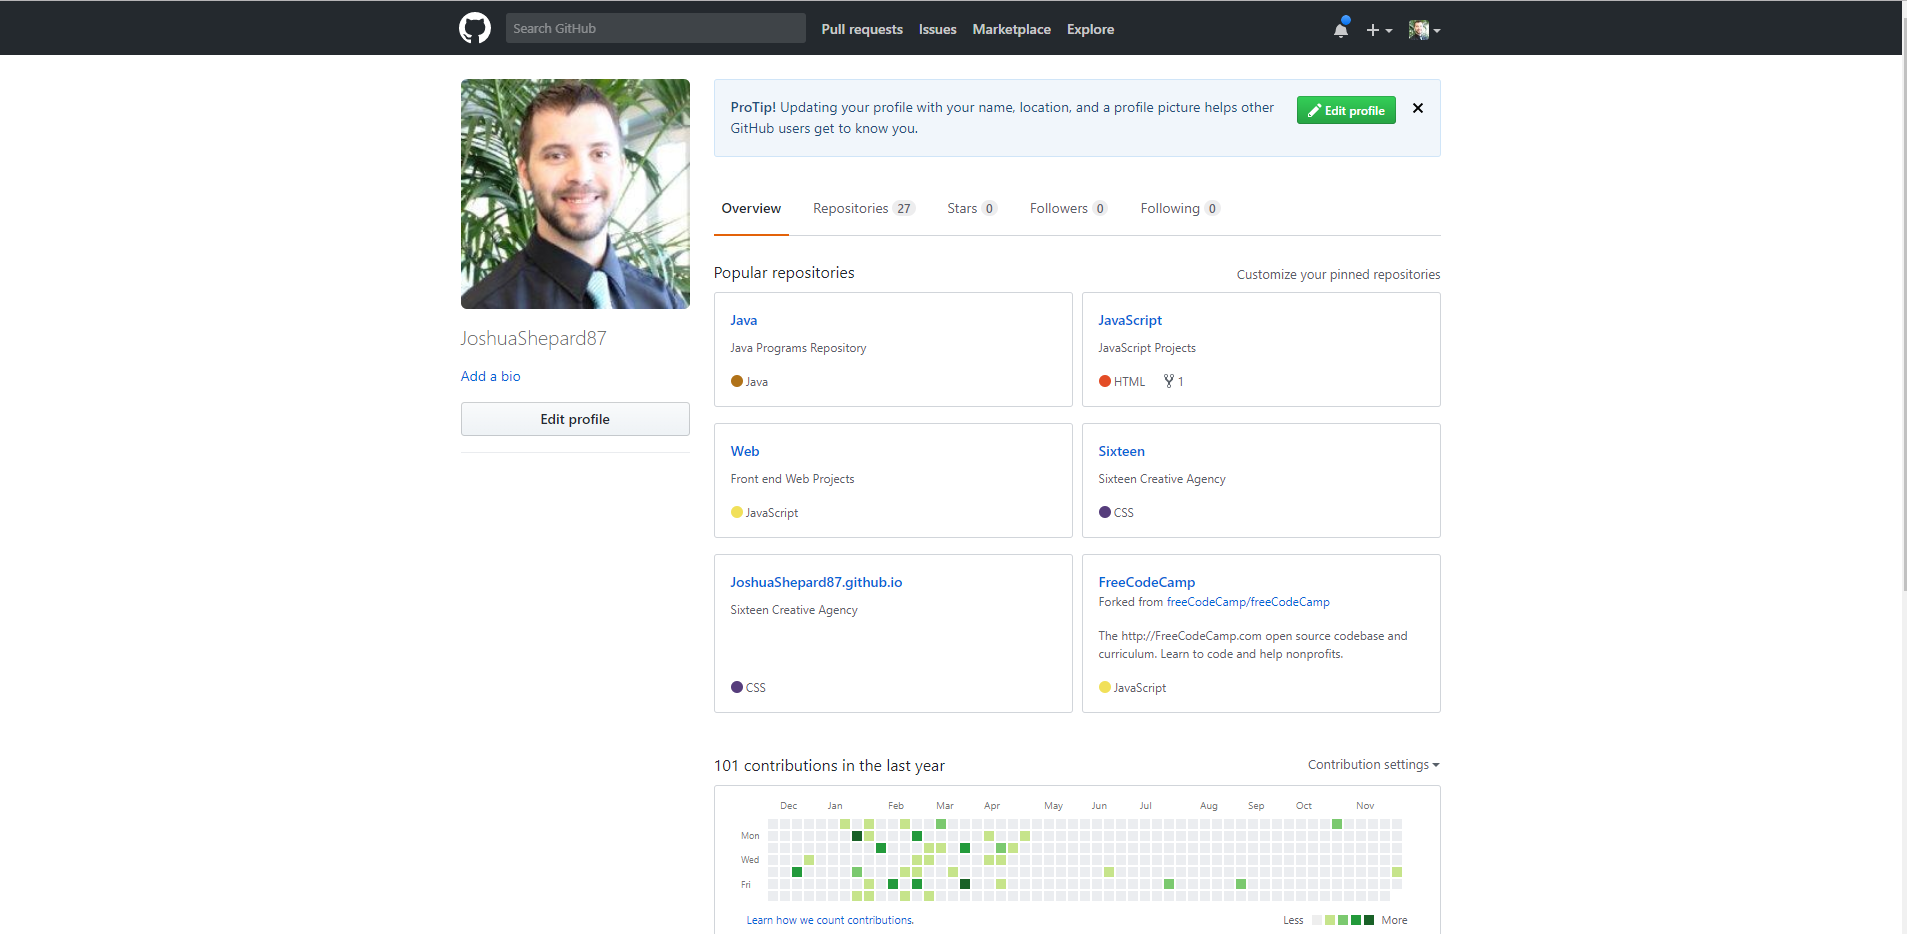 Search GitHub
Pull requests
Issues
Marketplace
Explore
ProTip! Updating your profile with your name, location, and a profile picture helps other
GitHub users get to know you.
Edit profile
JoshuaShepard87
Add a bio
Edit profile
Overview
Repositories 27
Stars 0
Followers 0
Following 0
Popular repositories
Customize your pinned repositories
Java
Java Programs Repository
Java
JavaScript
JavaScript Projects
HTML 1
Web
Front end Web Projects
JavaScript
Sixteen
Sixteen Creative Agency
CSS
JoshuaShepard87.github.io
Sixteen Creative Agency
CSS
FreeCodeCamp
Forked from freeCodeCamp/freeCodeCamp
The http://FreeCodeCamp.com open source codebase and
curriculum. Learn to code and help nonprofits.
JavaScript
101 contributions in the last year
Contribution settings
Dec Jan Feb Mar Apr May Jun Jul Aug Sep Oct Nov
Mon
Wed
Fri
Learn how we count contributions.
Less More